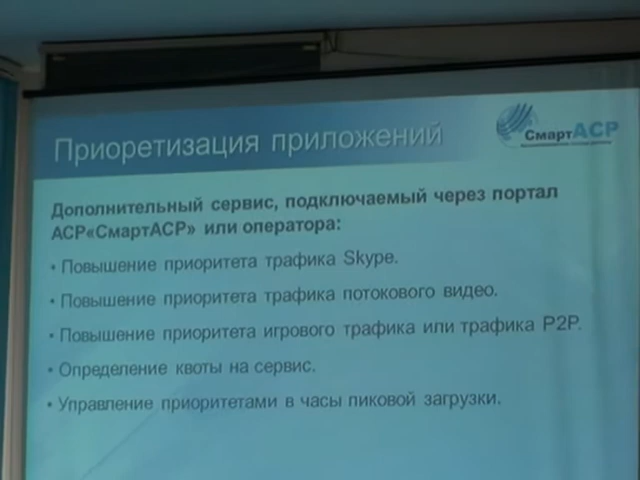 Приоретизация приложений
СмартАСР
Дополнительный сервис, подключаемый через портал
АСР«СмартАСР» или оператора:
• Повышение приоритета трафика Skype.
• Повышение приоритета трафика потокового видео.
• Повышение приоритета игрового трафика или трафика P2P.
• Определение квоты на сервис.
• Управление приоритетами в часы пиковой загрузки.